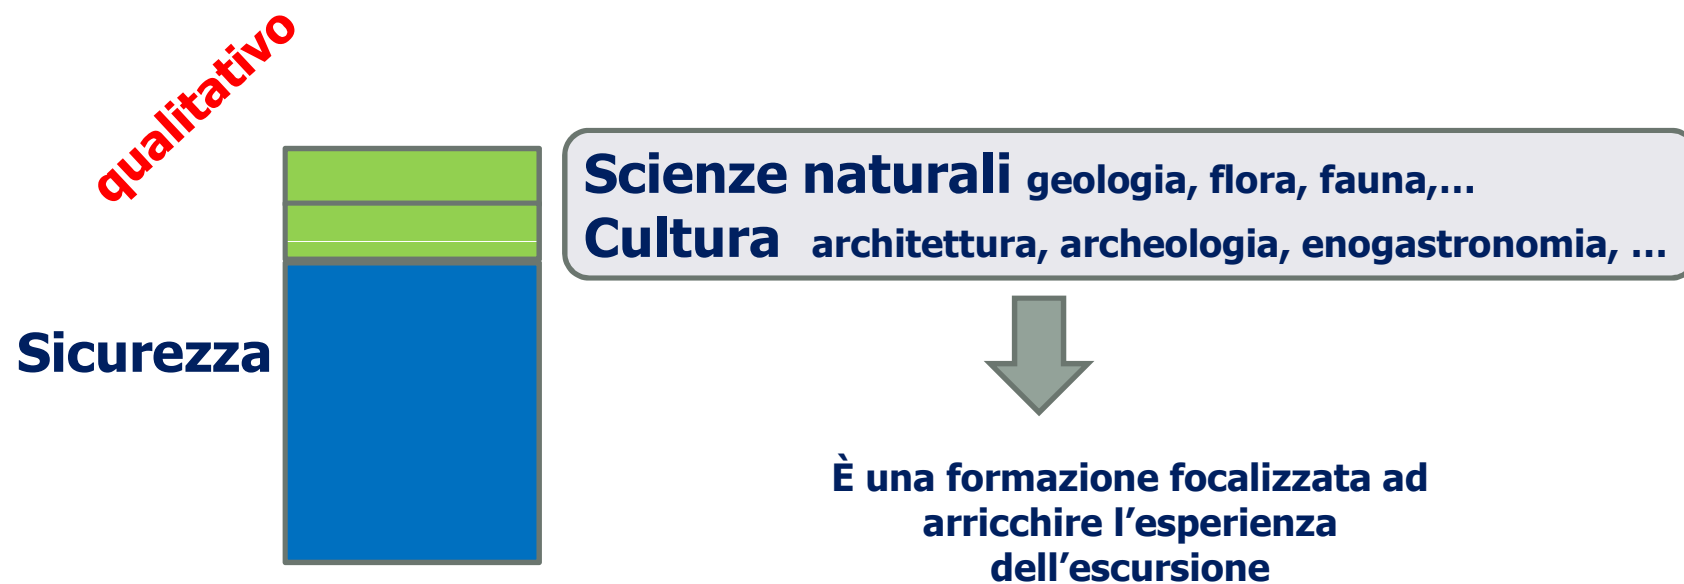 qualitativo
Scienze naturali geologia, flora, fauna,…
Cultura architettura, archeologia, enogastronomia, …
Sicurezza
È una formazione focalizzata ad
arricchire l’esperienza
dell’escursione